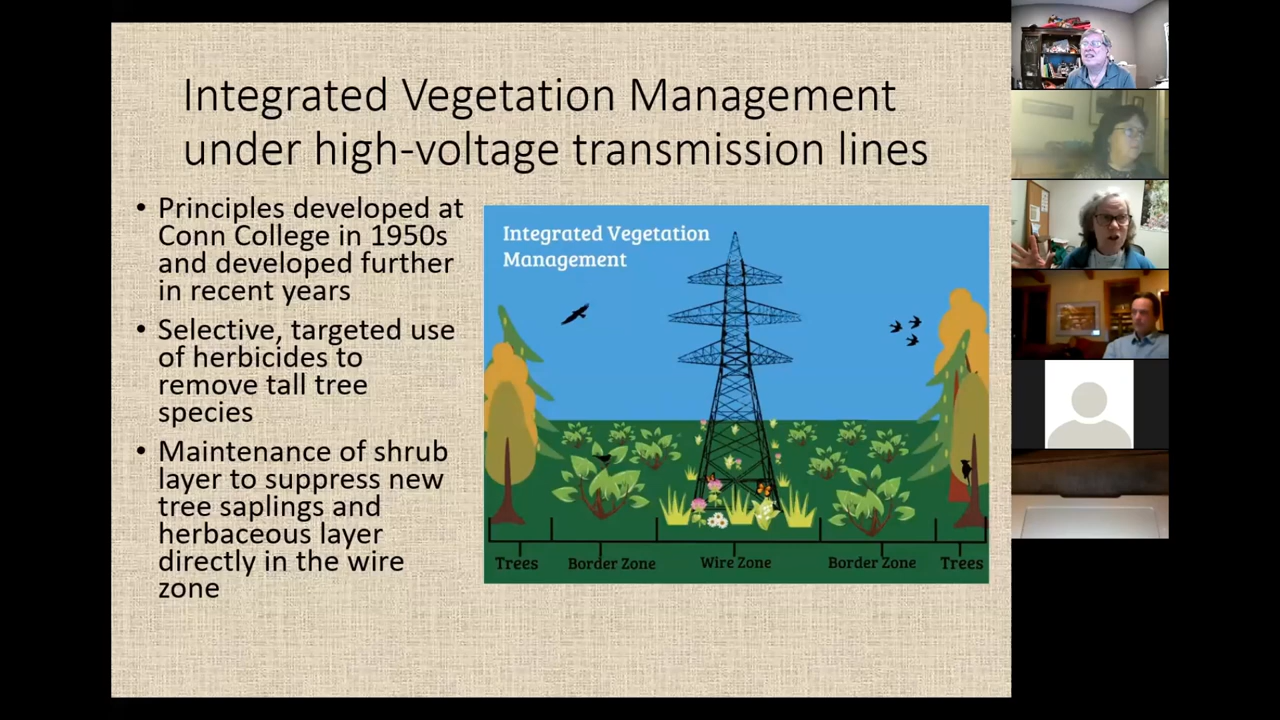 Integrated Vegetation Management
under high-voltage transmission lines
• Principles developed at
Conn College in 1950s
and developed further
in recent years
• Selective, targeted use
of herbicides to
remove tall tree
species
• Maintenance of shrub
layer to suppress new
tree saplings and
herbaceous layer
directly in the wire
zone
Integrated Vegetation
Management
Trees
Border Zone
Wire Zone
Border Zone
Trees